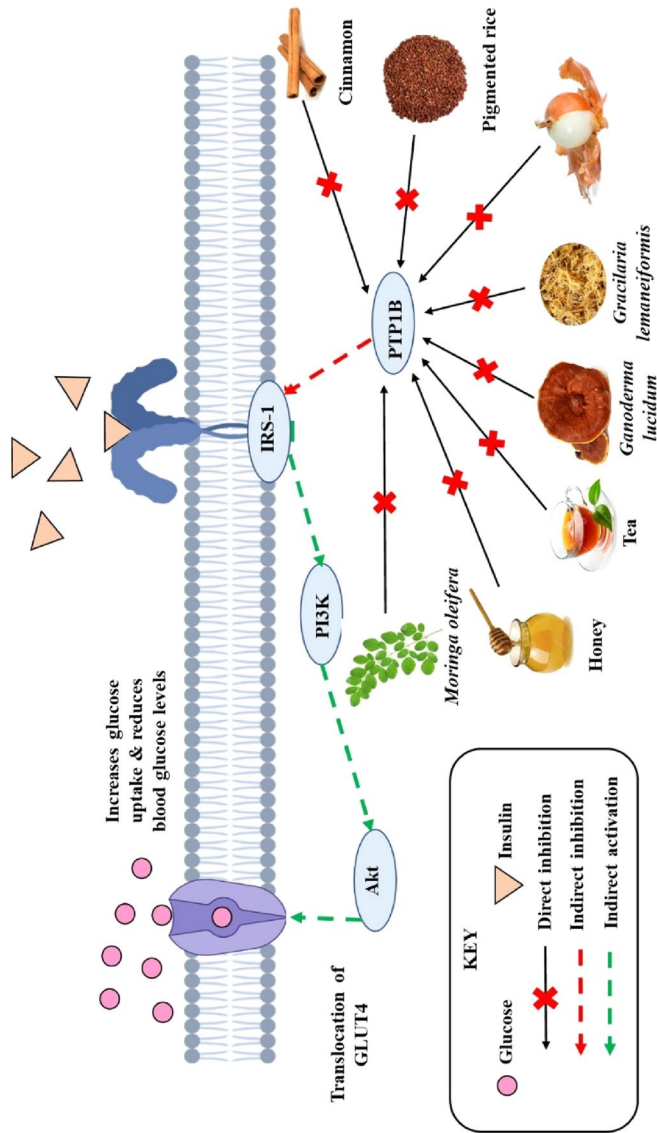 Increases glucose
uptake & reduces
blood glucose levels
Translocation of
GLUT4
Akt
PI3K
IRS-1
PTP1B
Cinnamon
Pigmented rice
Gracilaria
lemaneiformis
Ganoderma
lucidum
Tea
Honey
Moringa oleifera
KEY
Glucose
Insulin
Direct inhibition
Indirect inhibition
Indirect activation